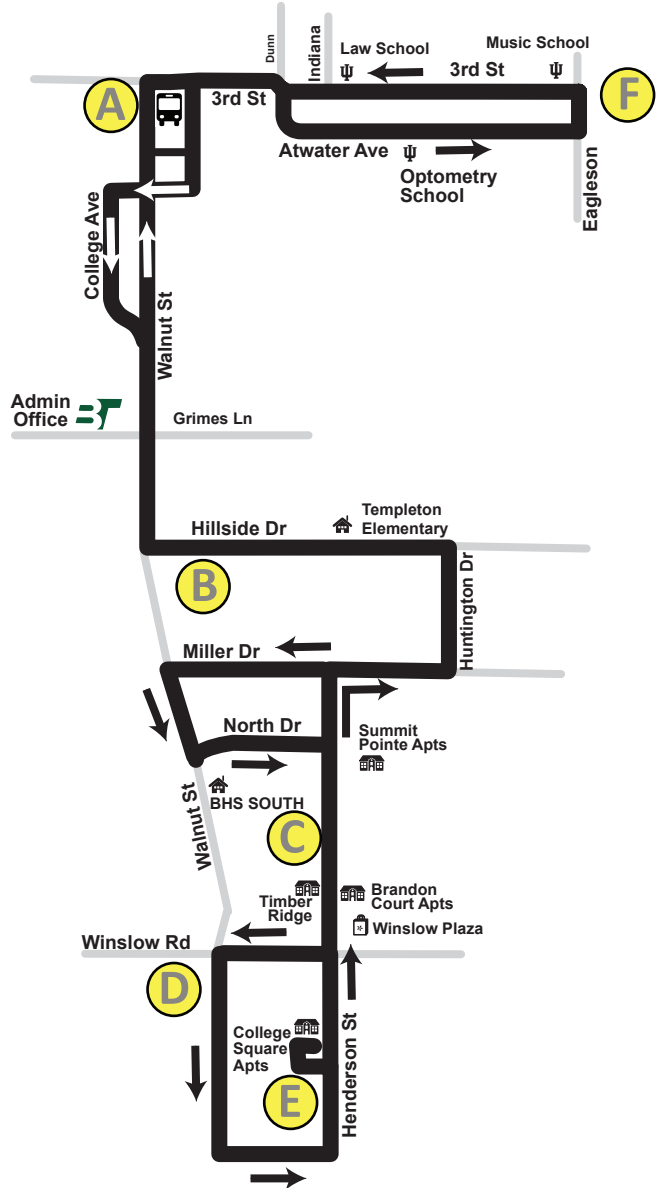 Dunn
Indiana
Law School
Music School
A
3rd St
3rd St
F
Atwater Ave
Optometry
School
Eagleson
College Ave
Walnut St
Admin
Office
BT
Grimes Ln
Hillside Dr
Templeton
Elementary
B
Huntington Dr
Miller Dr
North Dr
Summit
Pointe Apts
BHS SOUTH
Walnut St
C
Timber
Ridge
Brandon
Court Apts
Winslow Plaza
Winslow Rd
D
College
Square
Apts
E
Henderson St